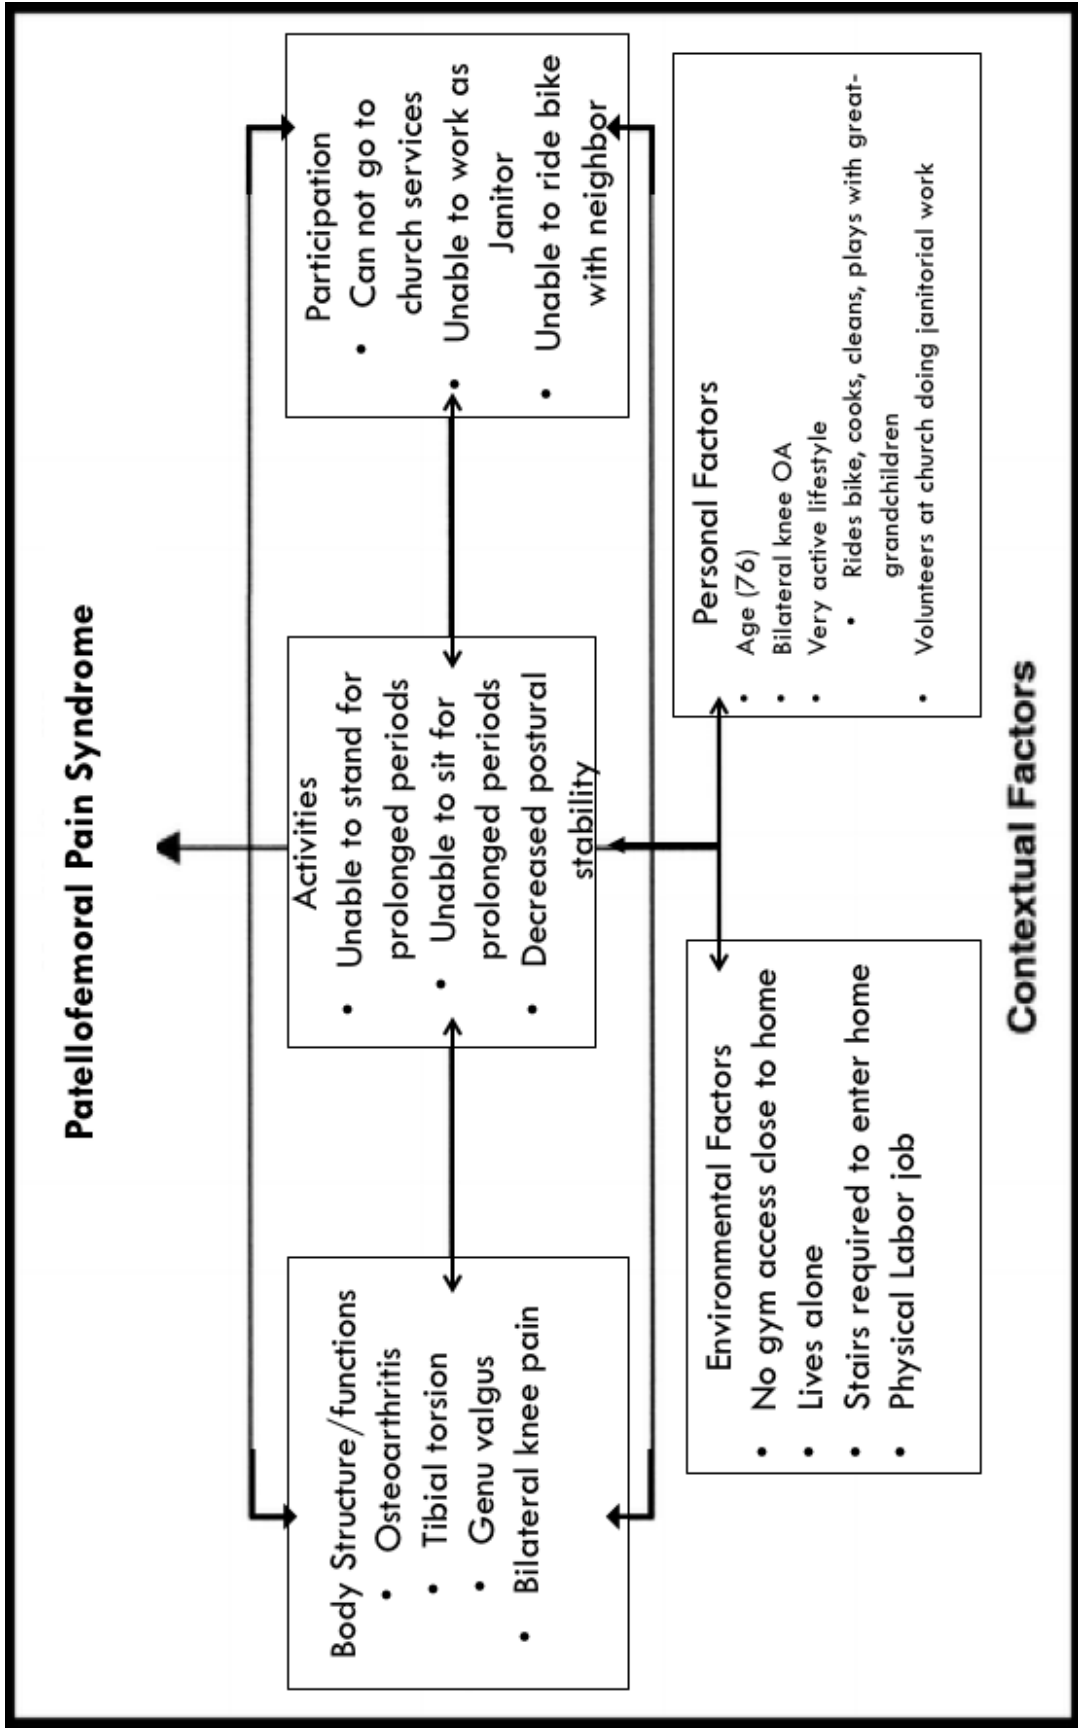 Patellofemoral Pain Syndrome
Body Structure/functions
• Osteoarthritis
• Tibial torsion
• Genu valgus
• Bilateral knee pain
Activities
• Unable to stand for
prolonged periods
• Unable to sit for
prolonged periods
• Decreased postural
stability
Participation
• Can not go to
church services
• Unable to work as
Janitor
• Unable to ride bike
with neighbor
Environmental Factors
• No gym access close to home
• Lives alone
• Stairs required to enter home
• Physical Labor job
Personal Factors
• Age (76)
• Bilateral knee OA
• Very active lifestyle
• Rides bike, cooks, cleans, plays with great-
grandchildren
• Volunteers at church doing janitorial work
Contextual Factors